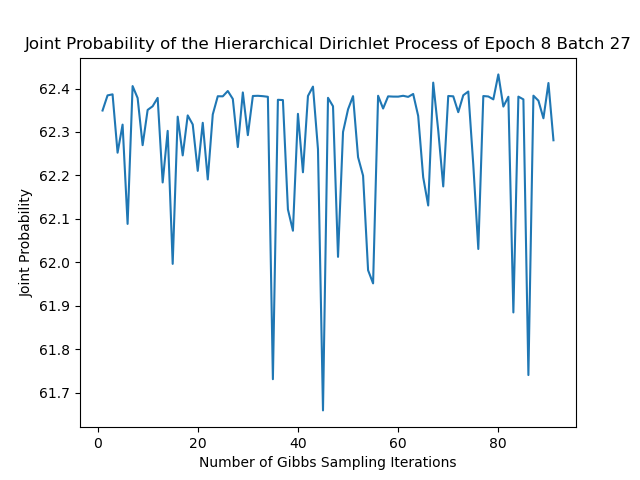 Joint Probability of the Hierarchical Dirichlet Process of Epoch 8 Batch 27
62.4
62.3
62.2
62.1
62.0
61.9
61.8
61.7
Joint Probability
0 20 40 60 80
Number of Gibbs Sampling Iterations